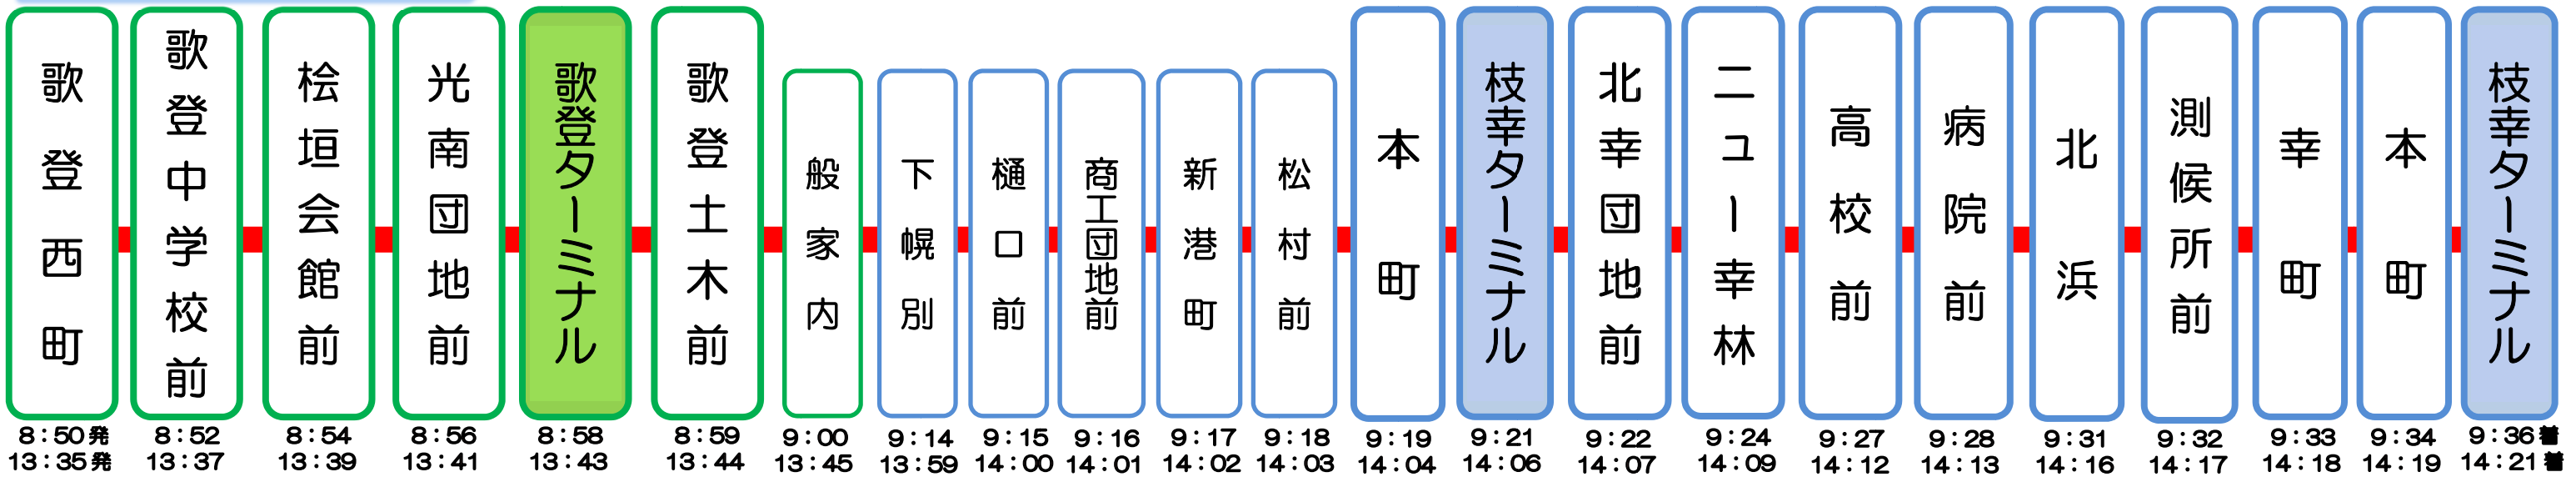 歌登西町
歌登中学校前
桧垣会館前
光南団地前
歌登ターミナル
歌登土木前
般家内
下幌別
樋口前
商工団地前
新港町
松村前
本町
枝幸ターミナル
北幸団地前
ニュー幸林
高校前
病院前
北浜
測候所前
幸町
本町
枝幸ターミナル
8:50発 8:52 8:54 8:56 8:58 8:59 9:00 9:14 9:15 9:16 9:17 9:18 9:19 9:21 9:22 9:24 9:27 9:28 9:31 9:32 9:33 9:34 9:36着
13:35発 13:37 13:39 13:41 13:43 13:44 13:45 13:59 14:00 14:01 14:02 14:03 14:04 14:06 14:07 14:09 14:12 14:13 14:16 14:17 14:18 14:19 14:21着